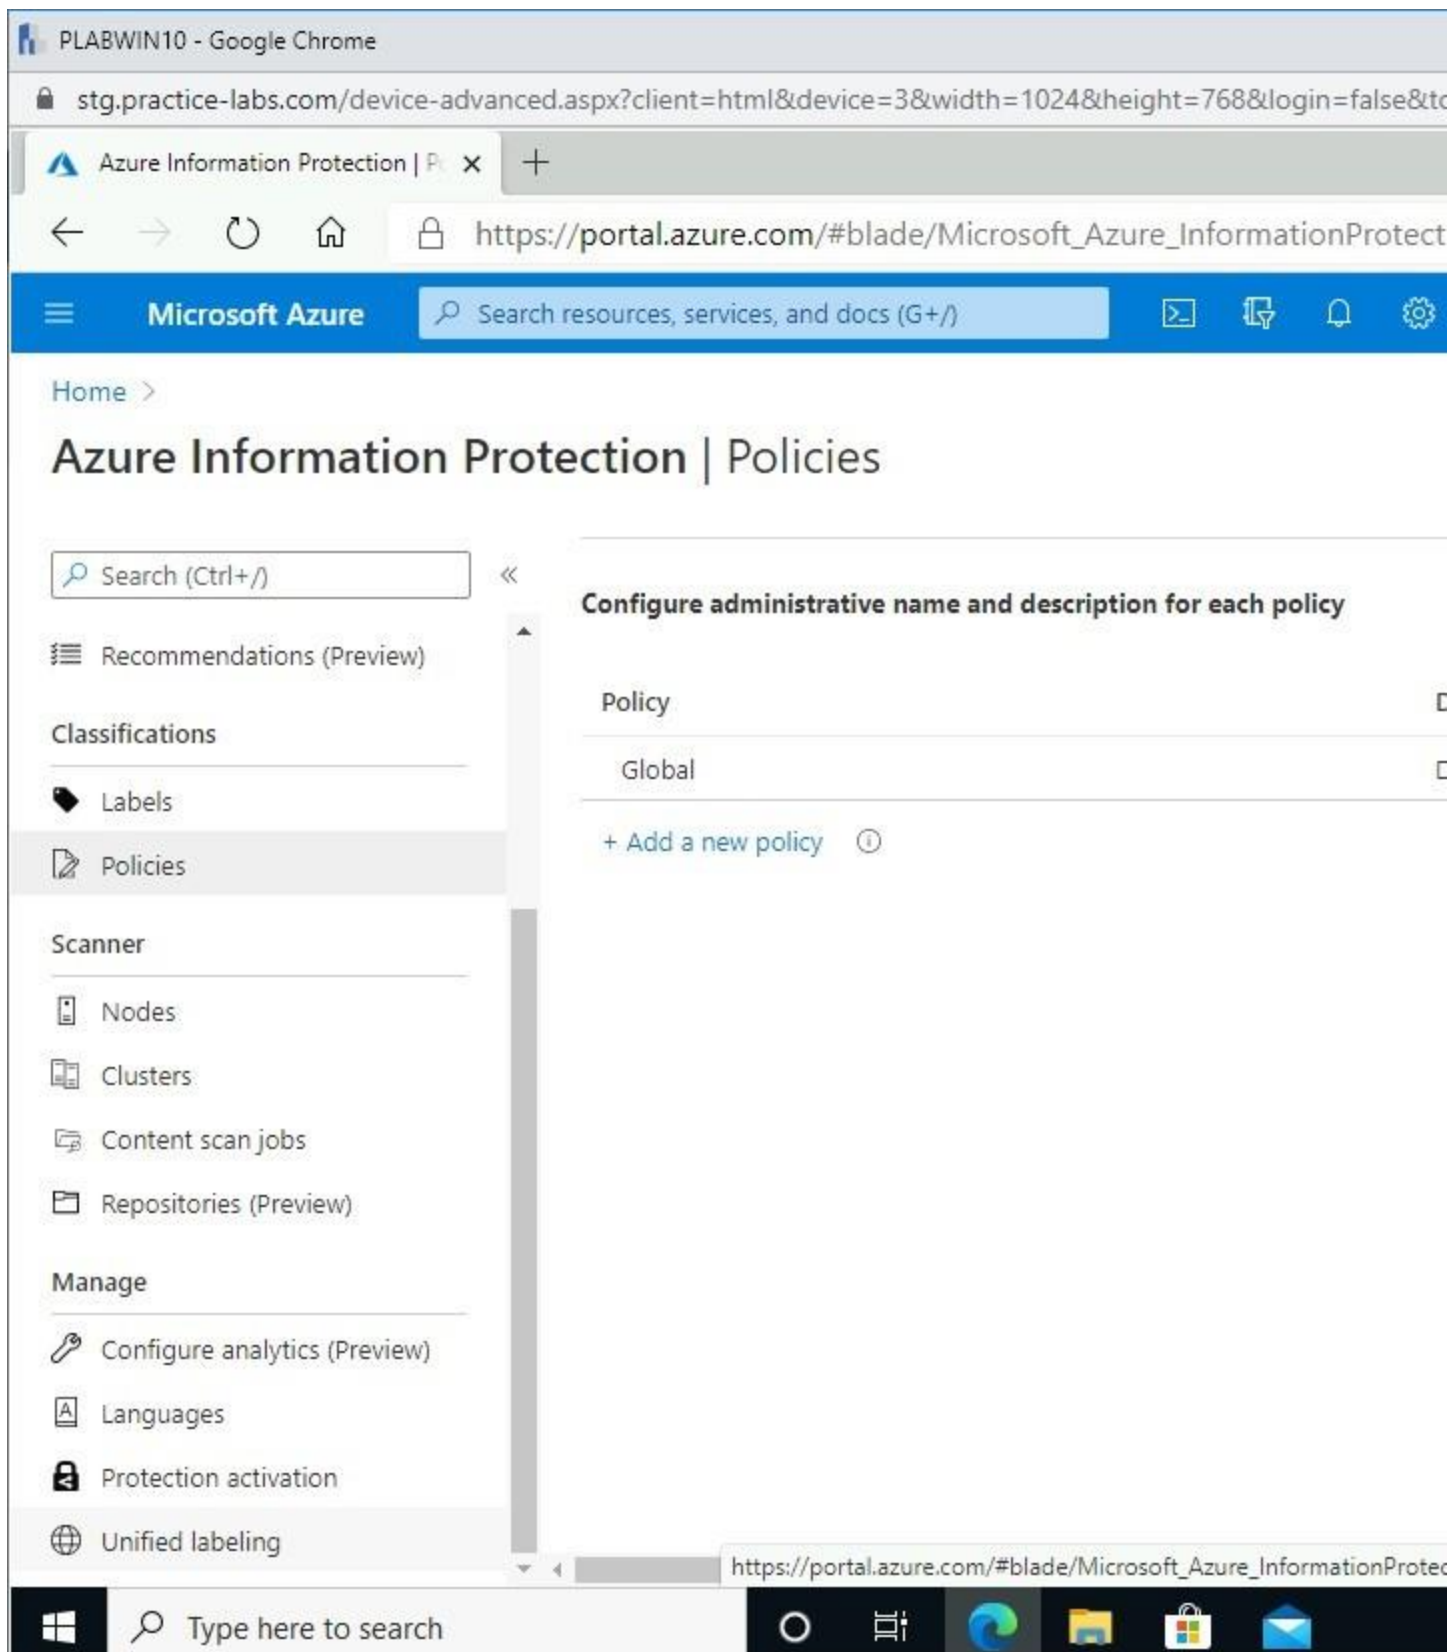 PLABWIN10 - Google Chrome
stg.practice-labs.com/device-advanced.aspx?client=html&device=3&width=1024&height=768&login=false&to
Azure Information Protection | P
https://portal.azure.com/#blade/Microsoft_Azure_InformationProtect
Microsoft Azure
Search resources, services, and docs (G+/)
Home >
Azure Information Protection | Policies
Search (Ctrl+/)
«
Configure administrative name and description for each policy
Recommendations (Preview)
Policy
Classifications
Global
Labels
+ Add a new policy
Policies
Scanner
Nodes
Clusters
Content scan jobs
Repositories (Preview)
Manage
Configure analytics (Preview)
Languages
Protection activation
Unified labeling
https://portal.azure.com/#blade/Microsoft_Azure_InformationProtec
Type here to search